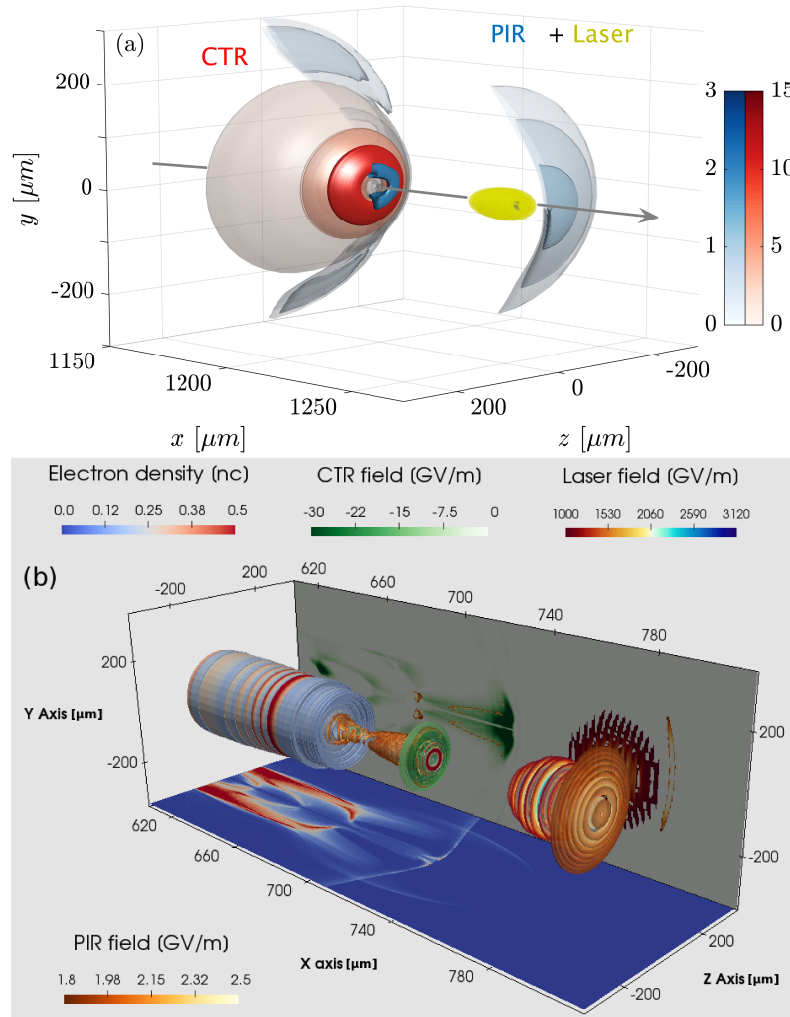 (a)
CTR
PIR + Laser
200
0
-200
y [μm]
3
2
1
0
15
10
5
0
1150
1200
1250
x [μm]
200
0
-200
z [μm]
Electron density [nc]
0.0 0.12 0.25 0.38 0.5
CTR field [GV/m]
-30 -22 -15 -7.5 0
Laser field [GV/m]
1000 1530 2060 2590 3120
(b)
-200 200
620 660 700 740 780
200
Y Axis [μm]
-200
200
-200
620 660 700 740 780
X axis [μm]
200
-200
Z Axis [μm]
PIR field [GV/m]
1.8 1.98 2.15 2.32 2.5